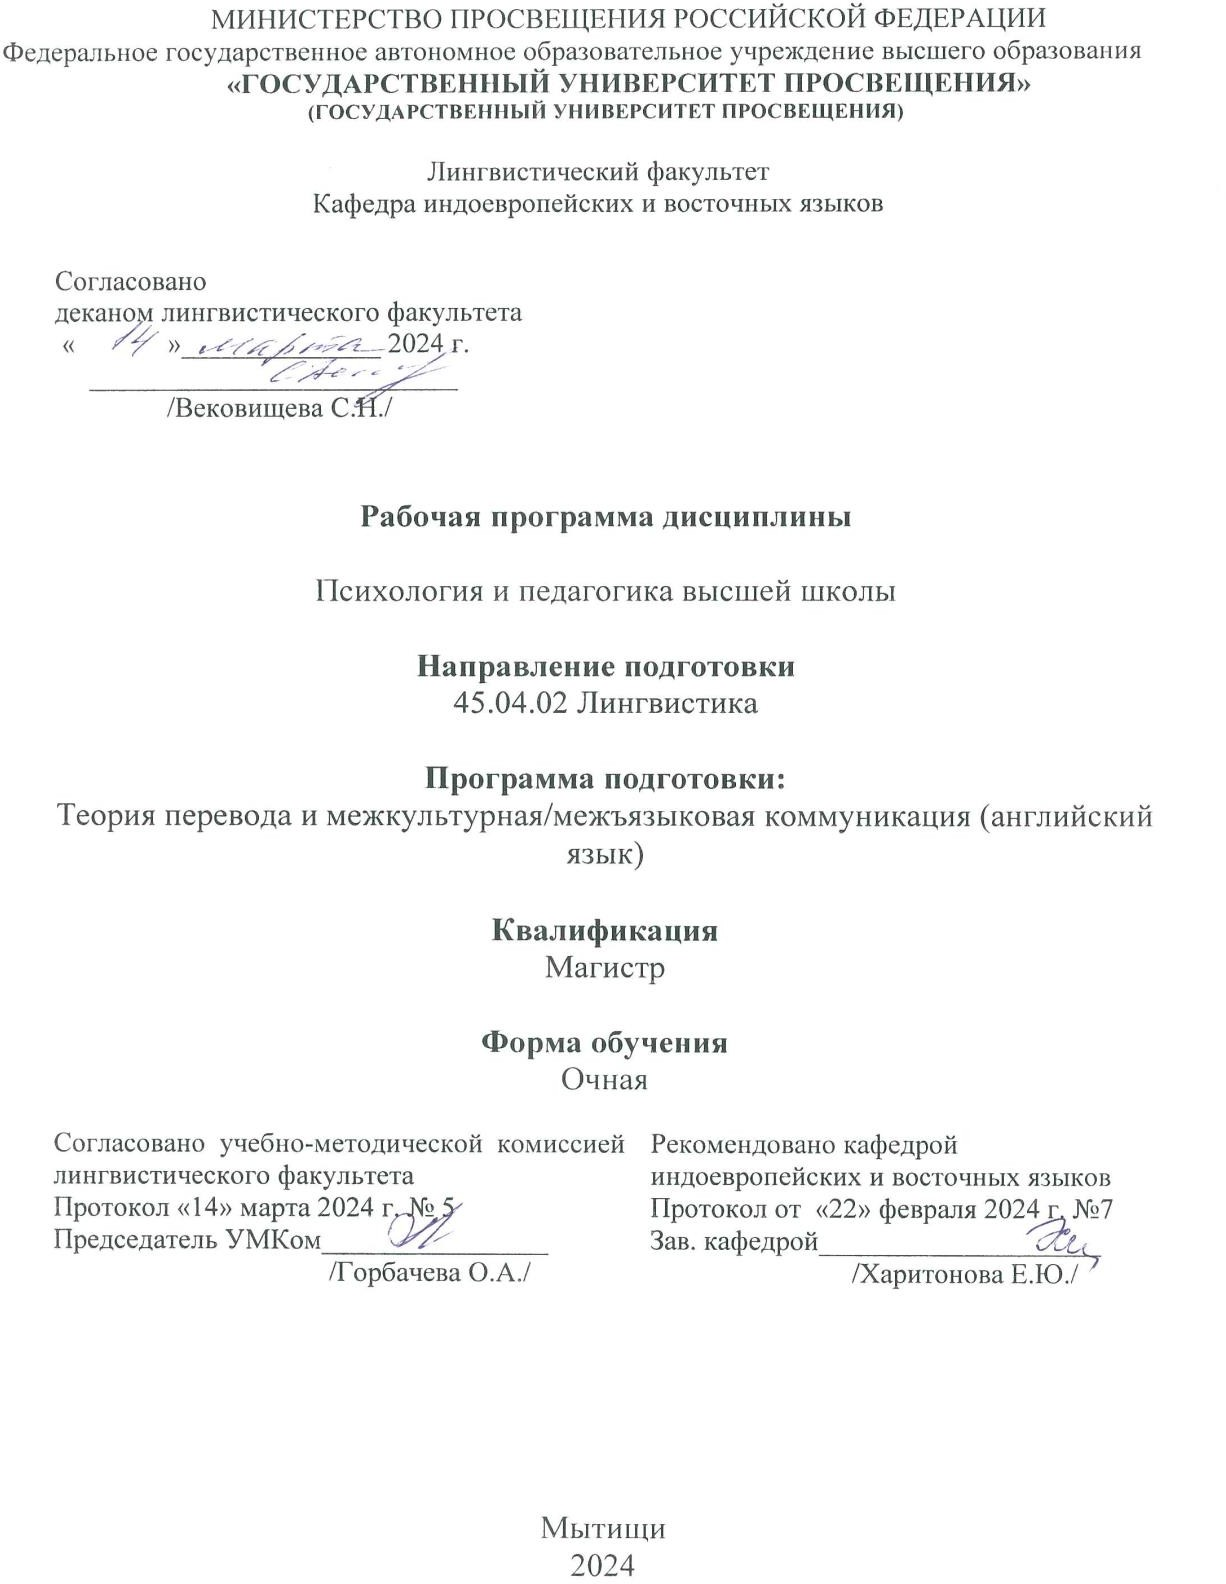 МИНИСТЕРСТВО ПРОСВЕЩЕНИЯ РОССИЙСКОЙ ФЕДЕРАЦИИ
Федеральное государственное автономное образовательное учреждение высшего образования
«ГОСУДАРСТВЕННЫЙ УНИВЕРСИТЕТ ПРОСВЕЩЕНИЯ»
(ГОСУДАРСТВЕННЫЙ УНИВЕРСИТЕТ ПРОСВЕЩЕНИЯ)
Лингвистический факультет
Кафедра индоевропейских и восточных языков
Согласовано
деканом лингвистического факультета
« 14 » марта 2024 г.
/Вековищева С.Н./
Рабочая программа дисциплины
Психология и педагогика высшей школы
Направление подготовки
45.04.02 Лингвистика
Программа подготовки:
Теория перевода и межкультурная/межъязыковая коммуникация (английский
язык)
Квалификация
Магистр
Форма обучения
Очная
Согласовано учебно-методической комиссией
лингвистического факультета
Протокол «14» марта 2024 г. № 5
Председатель УМКом
/Горбачева О.А./
Рекомендовано кафедрой
индоевропейских и восточных языков
Протокол от «22» февраля 2024 г. №7
Зав. кафедрой
/Харитонова Е.Ю./
Мытищи
2024